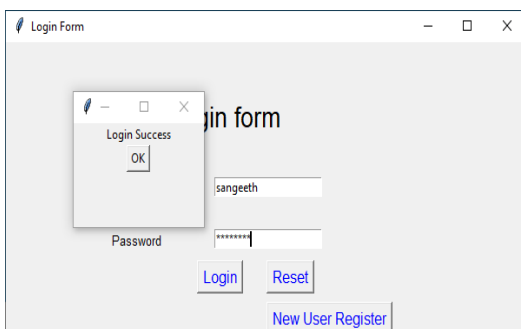 Login Form
gin form
Login Success
OK
sangeeth
Password ********
Login Reset
New User Register